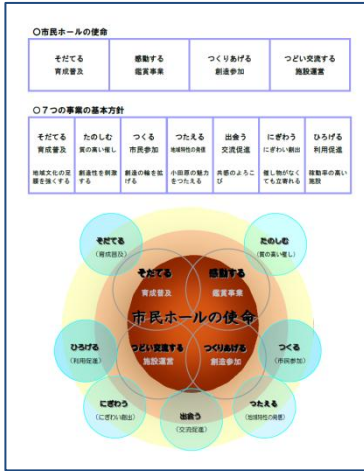 〇市民ホールの使命
そだてる 感動する つくりあげる つどい交流する
育成普及 鑑賞事業 創造参加 施設運営
〇7つの事業の基本方針
そだてる たのしむ つくる つたえる 出会う にぎわう ひろげる
育成普及 質の高い催し 市民参加 地域特性の発信 交流促進 にぎわい創出 利用促進
地域文化の足 創造性を刺激 創造の輪を拡 小田原の魅力 共感のよろこ 催し物がなく 稼動率の高い
腰を強くする する げる をつたえる び ても立寄れる 施設
そだてる
(育成普及)
たのしむ
(質の高い催し)
そだてる
育成普及
感動する
鑑賞事業
市民ホールの使命
ひろげる
(利用促進)
つどい交流する
施設運営
つくりあげる
創造参加
つくる
(市民参加)
にぎわう
(にぎわい創出)
出会う
(交流促進)
つたえる
(地域特性の発信)